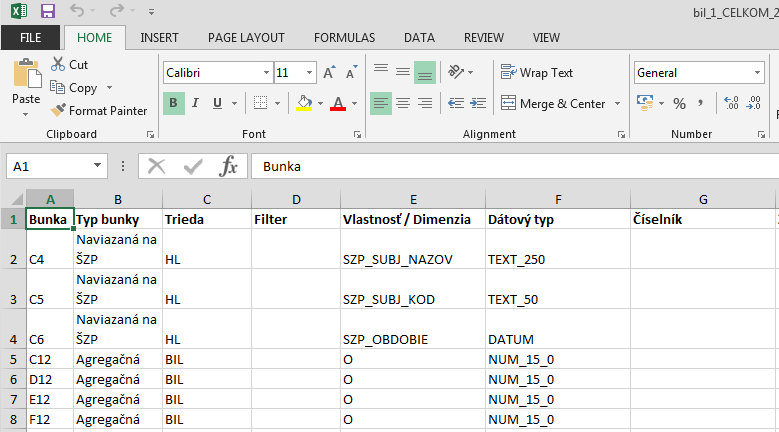 bil_1_CELKOM_2
FILE HOME INSERT PAGE LAYOUT FORMULAS DATA REVIEW VIEW
Cut
Calibri 11 A A Wrap Text General
Paste Copy
Format Painter B I U A Merge & Center % , .00
Clipboard Font Alignment Number
A1 fx Bunka
A B C D E F G
1 Bunka Typ bunky Trieda Filter Vlastnosť / Dimenzia Dátový typ Číselník
Naviazaná na
2 C4 ŠZP HL SZP_SUBJ_NAZOV TEXT_250
Naviazaná na
3 C5 ŠZP HL SZP_SUBJ_KOD TEXT_50
Naviazaná na
4 C6 ŠZP HL SZP_OBDOBIE DATUM
5 C12 Agregačná BIL O NUM_15_0
6 D12 Agregačná BIL O NUM_15_0
7 E12 Agregačná BIL O NUM_15_0
8 F12 Agregačná BIL O NUM_15_0